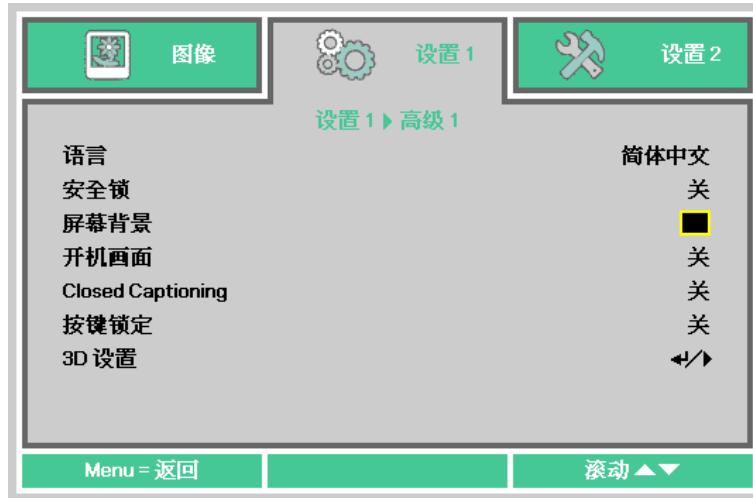 图像
设置 1
设置 2
设置 1 ▶ 高级 1
语言 简体中文
安全锁 关
屏幕背景
开机画面 关
Closed Captioning 关
按键锁定 关
3D 设置 ↵/▶
Menu = 返回
滚动▲▼